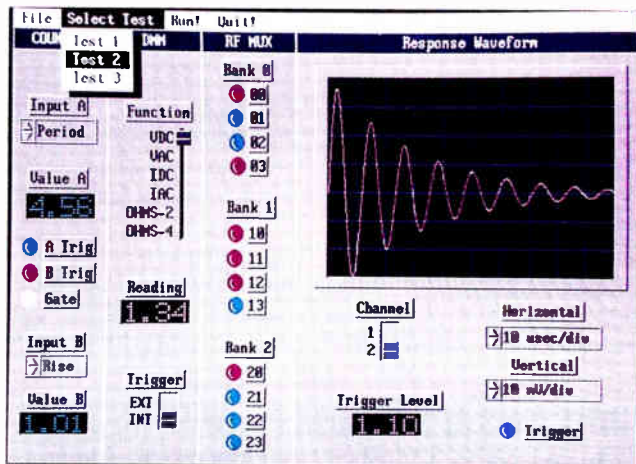 File Select Test Run! Quit!
Test 1
Test 2
Test 3
DMM
RF MUX
Response Waveform
Input A
Period
Value A
4.56
A Trig
B Trig
Gate
Input B
Rise
Value B
1.01
Function
VDC
VAC
IDC
IAC
OHMS-2
OHMS-4
Reading
1.34
Trigger
EXT
INT
Bank 0
00
01
02
03
Bank 1
10
11
12
13
Bank 2
20
21
22
23
Channel
1
2
Trigger Level
1.10
Horizontal
10 usec/div
Vertical
10 mV/div
Trigger